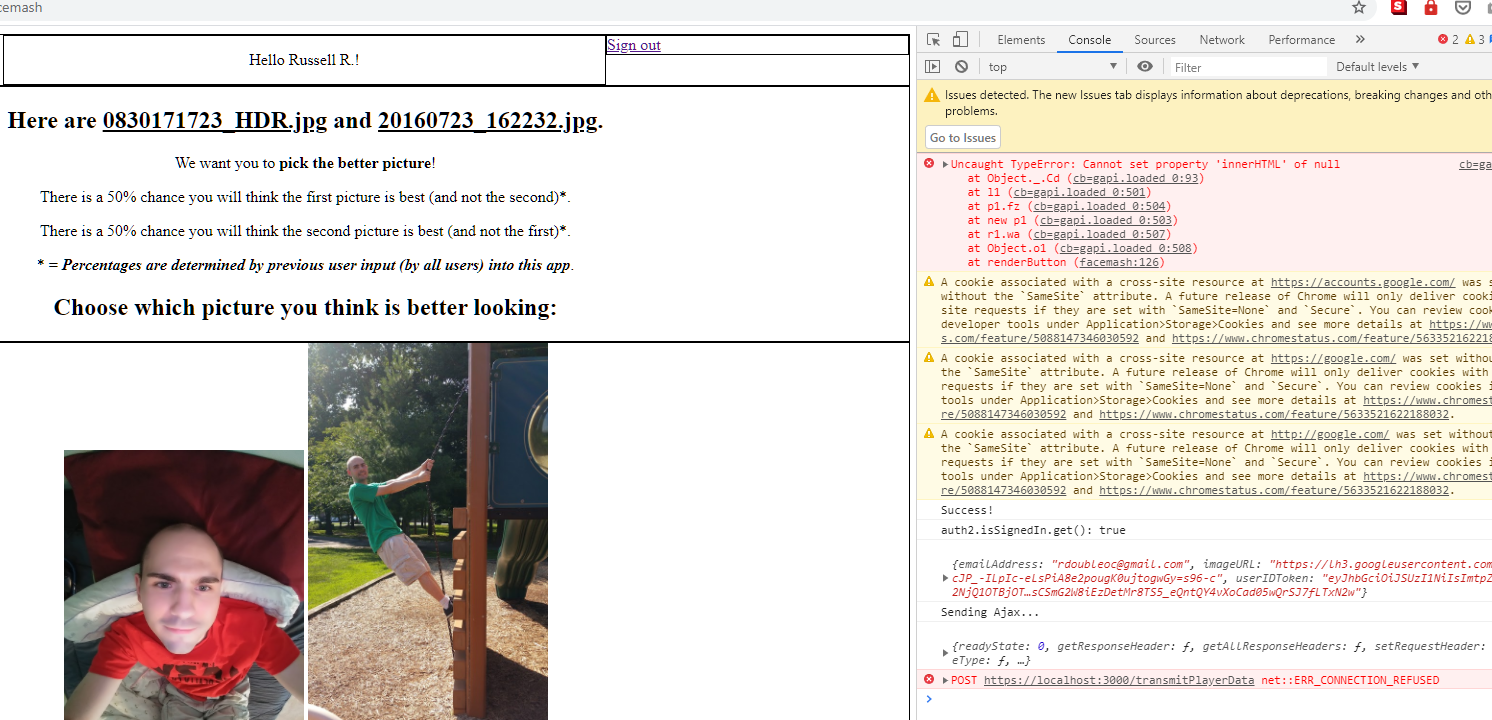 cemash
Hello Russell R.!
Sign out
Here are 0830171723_HDR.jpg and 20160723_162232.jpg.
We want you to pick the better picture!
There is a 50% chance you will think the first picture is best (and not the second)*.
There is a 50% chance you will think the second picture is best (and not the first)*.
* = Percentages are determined by previous user input (by all users) into this app.
Choose which picture you think is better looking:
Elements Console Sources Network Performance » 2 3
top Filter Default levels
Issues detected. The new Issues tab displays information about deprecations, breaking changes and oth
problems.
Go to Issues
Uncaught TypeError: Cannot set property 'innerHTML' of null cb=ga
at Object._.Cd (cb=gapi.loaded 0:93)
at l1 (cb=gapi.loaded 0:501)
at p1.fz (cb=gapi.loaded 0:504)
at new p1 (cb=gapi.loaded 0:503)
at r1.wa (cb=gapi.loaded 0:507)
at Object.o1 (cb=gapi.loaded 0:508)
at renderButton (facemash:126)
A cookie associated with a cross-site resource at https://accounts.google.com/ was s
without the `SameSite` attribute. A future release of Chrome will only deliver cooki
site requests if they are set with `SameSite=None` and `Secure`. You can review cook
developer tools under Application>Storage>Cookies and see more details at https://ww
s.com/feature/5088147346030592 and https://www.chromestatus.com/feature/563352162218
A cookie associated with a cross-site resource at https://google.com/ was set withou
the `SameSite` attribute. A future release of Chrome will only deliver cookies with
requests if they are set with `SameSite=None` and `Secure`. You can review cookies i
tools under Application>Storage>Cookies and see more details at https://www.chromest
re/5088147346030592 and https://www.chromestatus.com/feature/5633521622188032.
A cookie associated with a cross-site resource at http://google.com/ was set without
the `SameSite` attribute. A future release of Chrome will only deliver cookies with
requests if they are set with `SameSite=None` and `Secure`. You can review cookies i
tools under Application>Storage>Cookies and see more details at https://www.chromest
re/5088147346030592 and https://www.chromestatus.com/feature/5633521622188032.
Success!
auth2.isSignedIn.get(): true
{emailAddress: "rdoubleoc@gmail.com", imageURL: "https://lh3.googleusercontent.com
cJP_-ILpIc-eLsPiA8e2pougK0ujtogwGy=s96-c", userIDToken: "eyJhbGciOiJSUzI1NiIsImtpZ
2NjQ1OTBjOT…sCSmG2W8iEzDetMr8TS5_eQntQY4vXoCad05wQrSJ7fLTxN2w"}
Sending Ajax...
{readyState: 0, getResponseHeader: ƒ, getAllResponseHeaders: ƒ, setRequestHeader:
eType: ƒ, …}
POST https://localhost:3000/transmitPlayerData net::ERR_CONNECTION_REFUSED